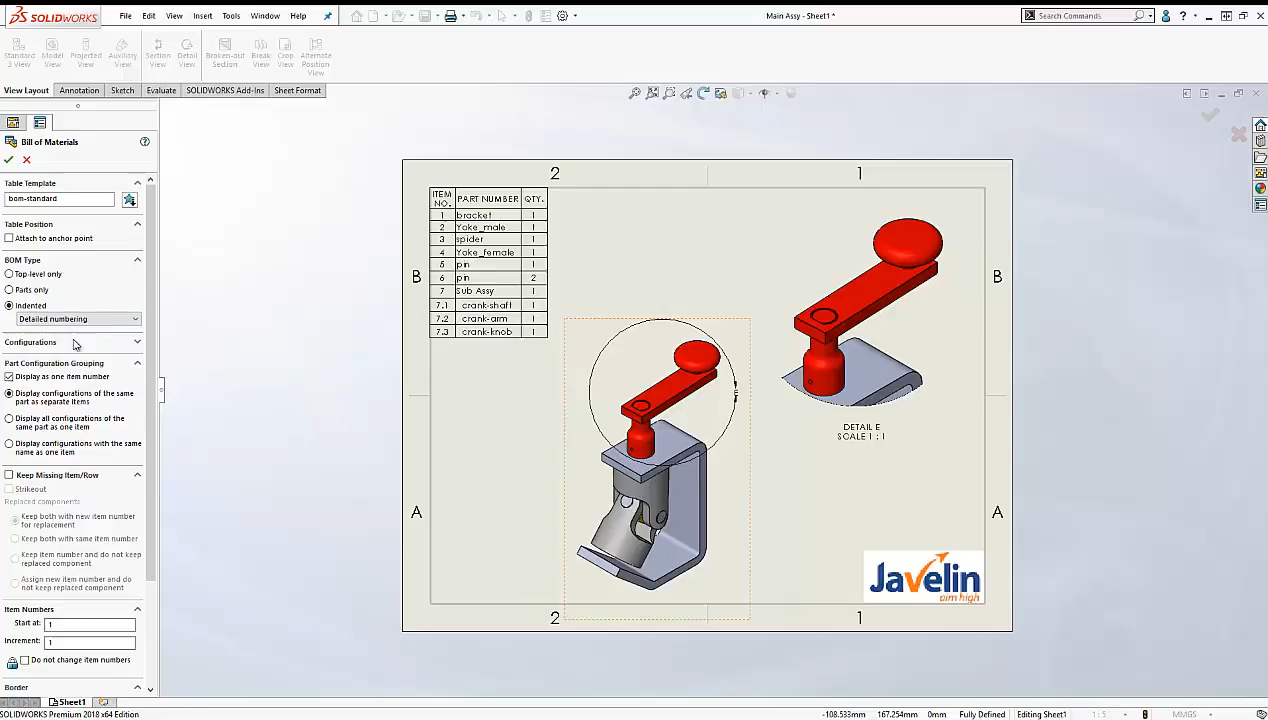 SOLIDWORKS
File Edit View Insert Tools Window Help
Main Assy - Sheet1 *
Search Commands
Standard 3 View
Model View
Projected View
Auxiliary View
Section View
Detail View
Broken-out Section
Break View
Crop View
Alternate Position View
View Layout Annotation Sketch Evaluate SOLIDWORKS Add-Ins Sheet Format
Bill of Materials
Table Template
bom-standard
Table Position
Attach to anchor point
BOM Type
Top-level only
Parts only
Indented
Detailed numbering
Configurations
Part Configuration Grouping
Display as one item number
Display configurations of the same
part as separate items
Display all configurations of the
same part as one item
Display configurations with the same
name as one item
Keep Missing Item/Row
Strikeout
Replaced components
Keep both with new item number
for replacement
Keep both with same item number
Keep item number and do not keep
replaced component
Assign new item number and do
not keep replaced component
Item Numbers
Start at: 1
Increment: 1
Do not change item numbers
Border
2 1
ITEM NO. PART NUMBER QTY.
1 bracket 1
2 Yoke_male 1
3 spider 1
4 Yoke_female 1
5 pin 1
6 pin 2
7 Sub Assy 1
7.1 crank-shaft 1
7.2 crank-arm 1
7.3 crank-knob 1
B B
DETAIL E
SCALE 1 : 1
A A
Javelin
aim high
2 1
Sheet1
SOLIDWORKS Premium 2018 x64 Edition
-108.533mm 167.254mm 0mm Fully Defined Editing Sheet1 1 : 5 MMGS